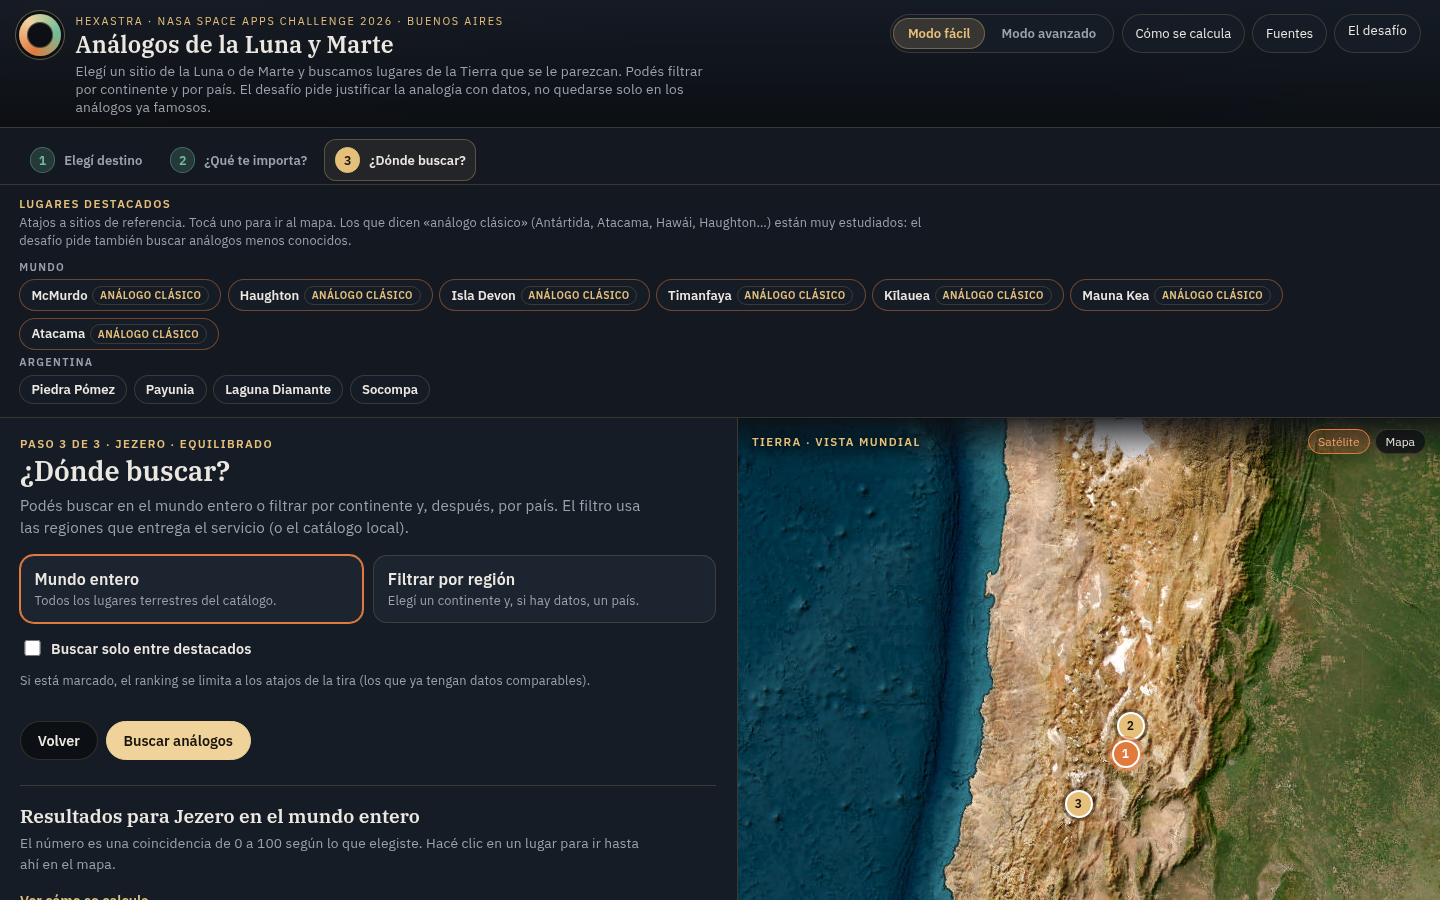 HEXASTRA · NASA SPACE APPS CHALLENGE 2026 · BUENOS AIRES
Análogos de la Luna y Marte
Elegí un sitio de la Luna o de Marte y buscamos lugares de la Tierra que se le parezcan. Podés filtrar
por continente y por país. El desafío pide justificar la analogía con datos, no quedarse solo en los
análogos ya famosos.
Modo fácil
Modo avanzado
Cómo se calcula
Fuentes
El desafío
1 Elegí destino
2 ¿Qué te importa?
3 ¿Dónde buscar?
LUGARES DESTACADOS
Atajos a sitios de referencia. Tocá uno para ir al mapa. Los que dicen «análogo clásico» (Antártida, Atacama, Hawái, Haughton…) están muy estudiados: el
desafío pide también buscar análogos menos conocidos.
MUNDO
McMurdo ANÁLOGO CLÁSICO
Haughton ANÁLOGO CLÁSICO
Isla Devon ANÁLOGO CLÁSICO
Timanfaya ANÁLOGO CLÁSICO
Kīlauea ANÁLOGO CLÁSICO
Mauna Kea ANÁLOGO CLÁSICO
Atacama ANÁLOGO CLÁSICO
ARGENTINA
Piedra Pómez
Payunia
Laguna Diamante
Socompa
PASO 3 DE 3 · JEZERO · EQUILIBRADO
¿Dónde buscar?
Podés buscar en el mundo entero o filtrar por continente y, después, por país. El filtro usa
las regiones que entrega el servicio (o el catálogo local).
Mundo entero
Todos los lugares terrestres del catálogo.
Filtrar por región
Elegí un continente y, si hay datos, un país.
Buscar solo entre destacados
Si está marcado, el ranking se limita a los atajos de la tira (los que ya tengan datos comparables).
Volver
Buscar análogos
Resultados para Jezero en el mundo entero
El número es una coincidencia de 0 a 100 según lo que elegiste. Hacé clic en un lugar para ir hasta
ahí en el mapa.
Ver cómo se calcula
TIERRA · VISTA MUNDIAL
Satélite
Mapa
2
1
3